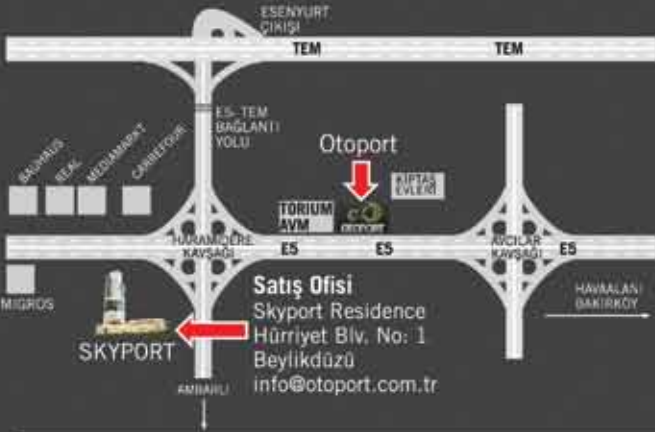 ESENYURT
ÇIKIŞI
TEM
TEM
E5- TEM
BAĞLANTI
YOLU
BAUHAUS
REAL
MEDIAMARKT
CARREFOUR
Otoport
KİPTAŞ
EVLERİ
TORIUM
AVM
OTOPORT
HARAMİDERE
KAVŞAĞI
E5
E5
AVCILAR
KAVŞAĞI
E5
MIGROS
Satış Ofisi
Skyport Residence
Hürriyet Blv. No: 1
Beylikdüzü
info@otoport.com.tr
HAVAALANI
BAKIRKÖY
SKYPORT
AMBARLI